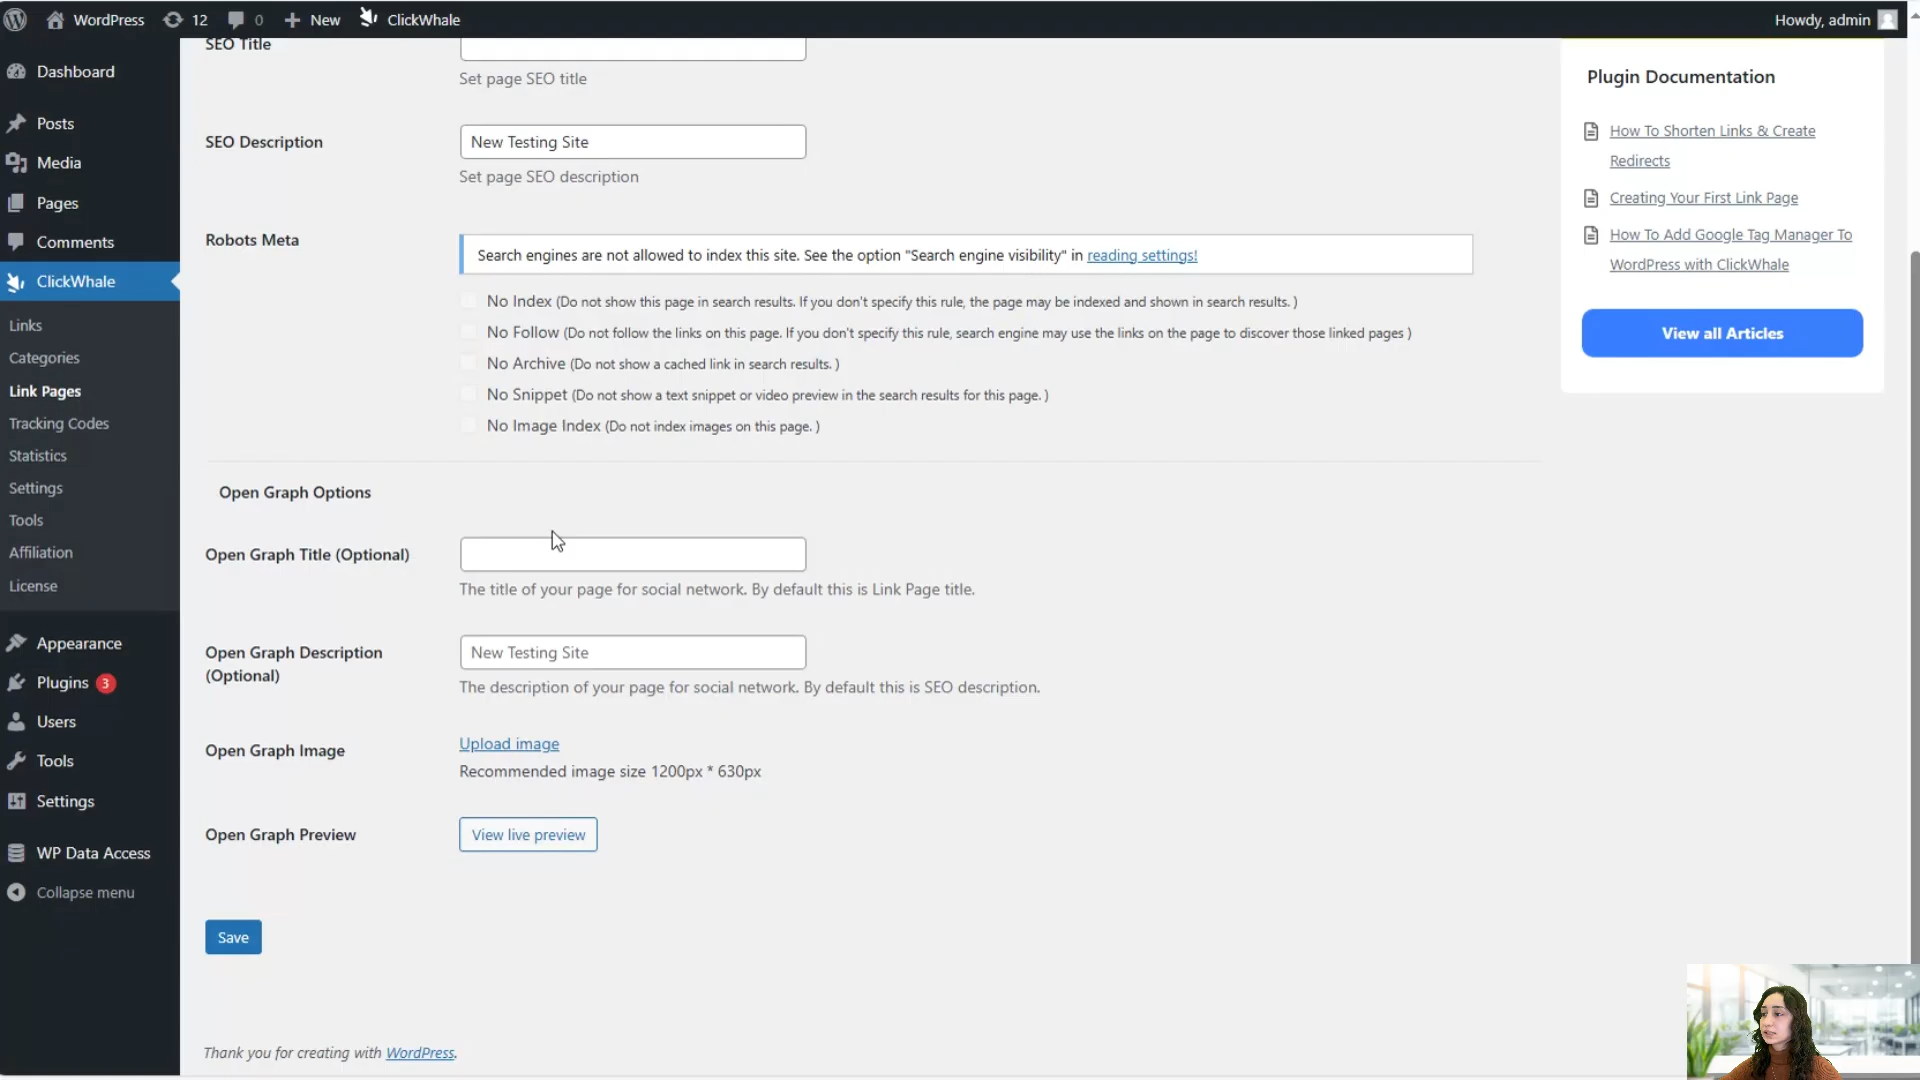 WordPress 12 0 New ClickWhale Howdy, admin
Dashboard
Posts
Media
Pages
Comments
ClickWhale
Links
Categories
Link Pages
Tracking Codes
Statistics
Settings
Tools
Affiliation
License
Appearance
Plugins 3
Users
Tools
Settings
WP Data Access
Collapse menu
SEO Title
Set page SEO title
SEO Description
New Testing Site
Set page SEO description
Robots Meta
Search engines are not allowed to index this site. See the option "Search engine visibility" in reading settings!
No Index (Do not show this page in search results. If you don't specify this rule, the page may be indexed and shown in search results. )
No Follow (Do not follow the links on this page. If you don't specify this rule, search engine may use the links on the page to discover those linked pages )
No Archive (Do not show a cached link in search results. )
No Snippet (Do not show a text snippet or video preview in the search results for this page. )
No Image Index (Do not index images on this page. )
Open Graph Options
Open Graph Title (Optional)
The title of your page for social network. By default this is Link Page title.
Open Graph Description
(Optional)
New Testing Site
The description of your page for social network. By default this is SEO description.
Open Graph Image
Upload image
Recommended image size 1200px * 630px
Open Graph Preview
View live preview
Save
Thank you for creating with WordPress.
Plugin Documentation
How To Shorten Links & Create
Redirects
Creating Your First Link Page
How To Add Google Tag Manager To
WordPress with ClickWhale
View all Articles